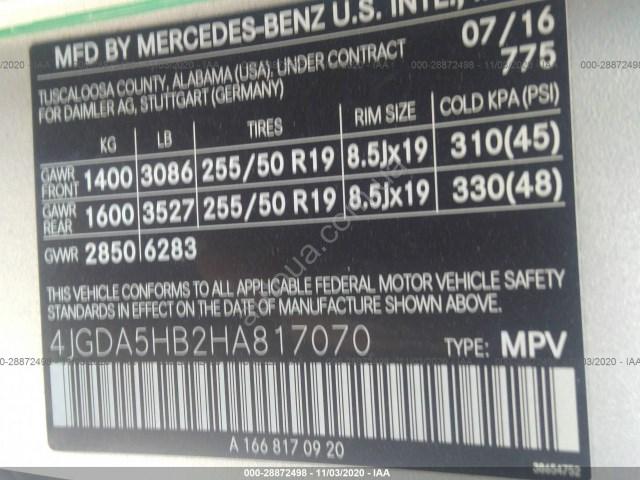 MFD BY MERCEDES-BENZ U.S. INTL.,
07/16
TUSCALOOSA COUNTY, ALABAMA (USA), UNDER CONTRACT
775
FOR DAIMLER AG, STUTTGART (GERMANY)
KG LB TIRES RIM SIZE COLD KPA (PSI)
GAWR FRONT 1400 3086 255/50 R19 8.5Jx19 310(45)
GAWR REAR 1600 3527 255/50 R19 8.5Jx19 330(48)
GVWR 2850 6283
THIS VEHICLE CONFORMS TO ALL APPLICABLE FEDERAL MOTOR VEHICLE SAFETY
STANDARDS IN EFFECT ON THE DATE OF MANUFACTURE SHOWN ABOVE.
4JGDA5HB2HA817070 TYPE: MPV
A 166 817 09 20
38654752
000-28872498 - 11/03/2020 - IAA